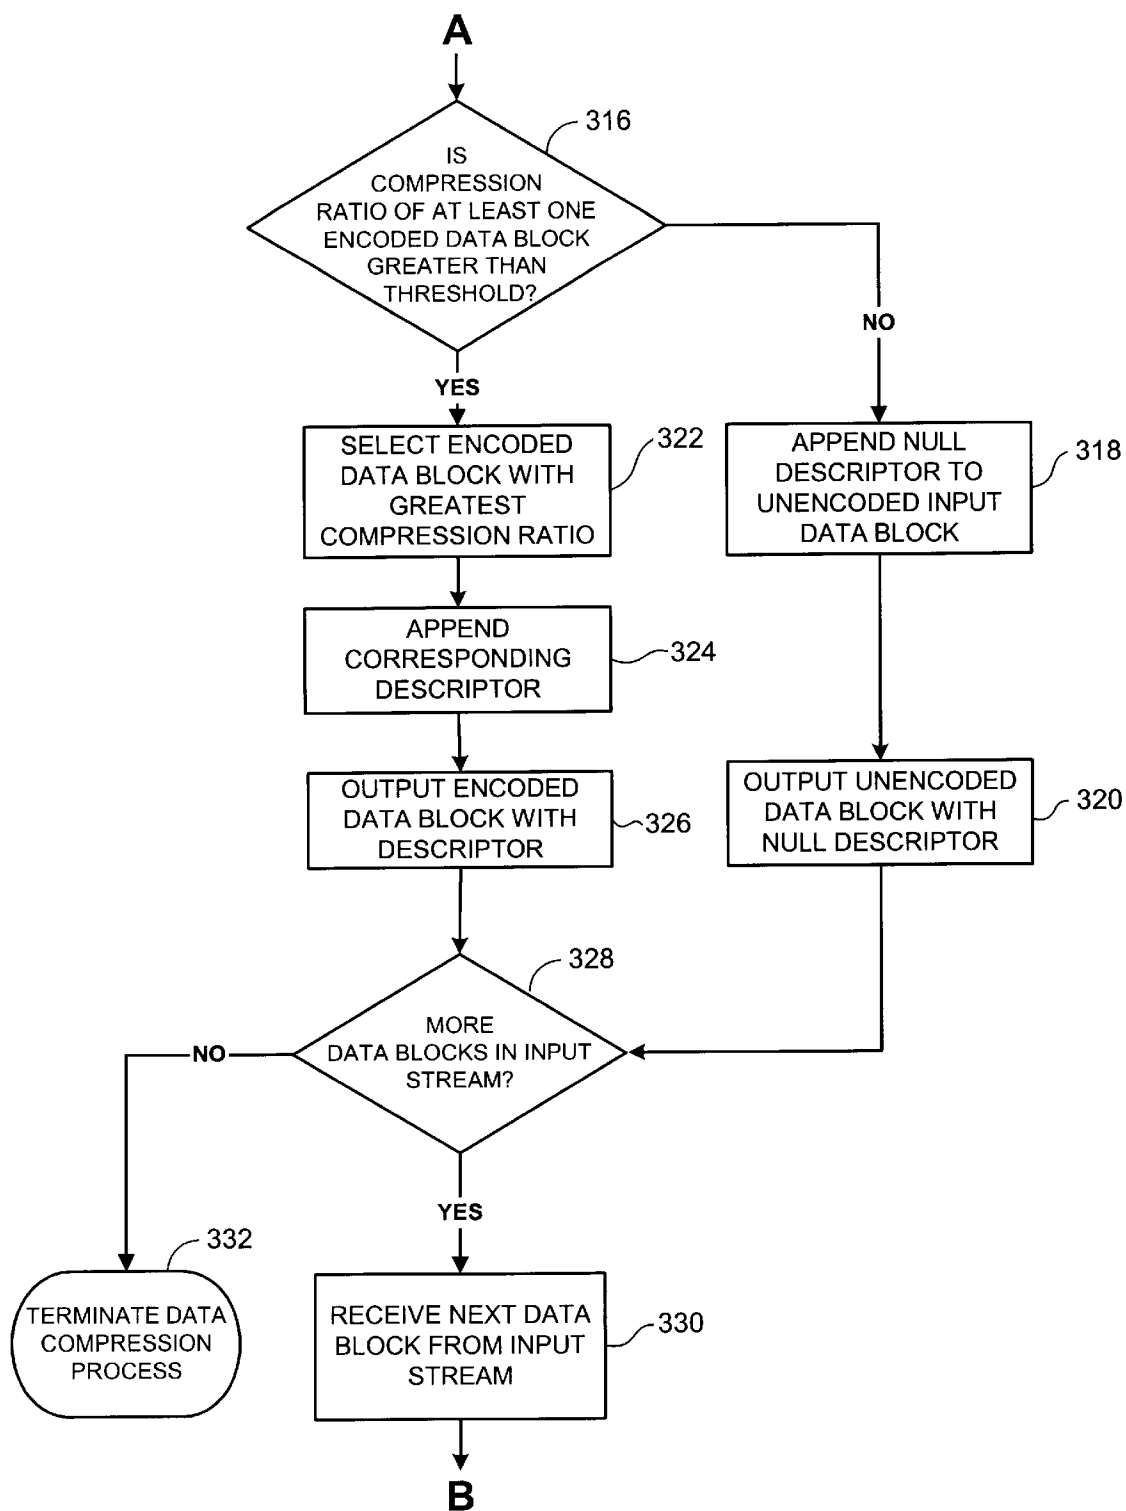 A
316
IS
COMPRESSION
RATIO OF AT LEAST ONE
ENCODED DATA BLOCK
GREATER THAN
THRESHOLD?
NO
YES
SELECT ENCODED
DATA BLOCK WITH
GREATEST
COMPRESSION RATIO
322
APPEND NULL
DESCRIPTOR TO
UNENCODED INPUT
DATA BLOCK
318
APPEND
CORRESPONDING
DESCRIPTOR
324
OUTPUT ENCODED
DATA BLOCK WITH
DESCRIPTOR
326
OUTPUT UNENCODED
DATA BLOCK WITH
NULL DESCRIPTOR
320
328
MORE
DATA BLOCKS IN INPUT
STREAM?
NO
YES
332
TERMINATE DATA
COMPRESSION
PROCESS
RECEIVE NEXT DATA
BLOCK FROM INPUT
STREAM
330
B